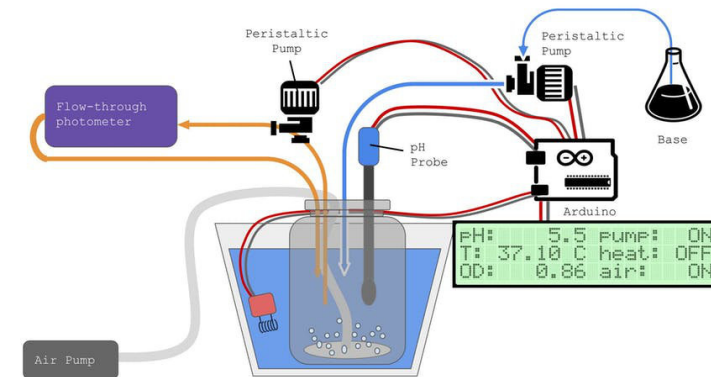 Peristaltic
Pump
Peristaltic
Pump
Flow-through
photometer
Base
pH
Probe
Arduino
pH: 5.5 pump: ON
T: 37.10 C heat: OFF
OD: 0.86 air: ON
Air Pump